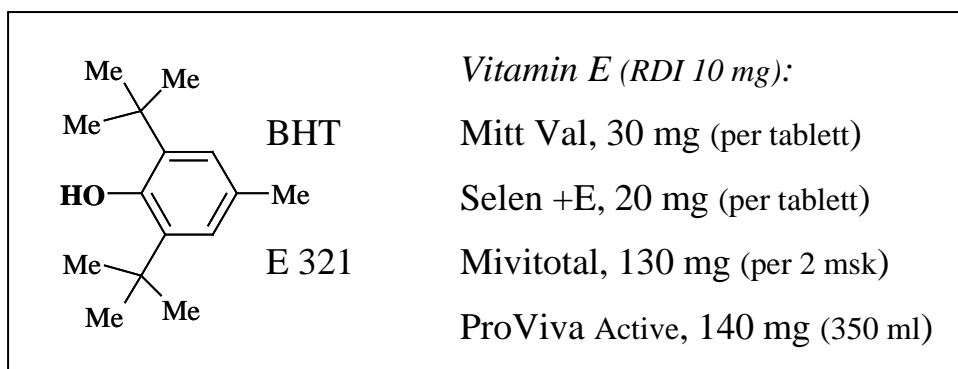 Me
Me
Me
BHT
HO
Me
E 321
Me
Me
Me
Vitamin E (RDI 10 mg):
Mitt Val, 30 mg (per tablett)
Selen +E, 20 mg (per tablett)
Mivitotal, 130 mg (per 2 msk)
ProViva Active, 140 mg (350 ml)